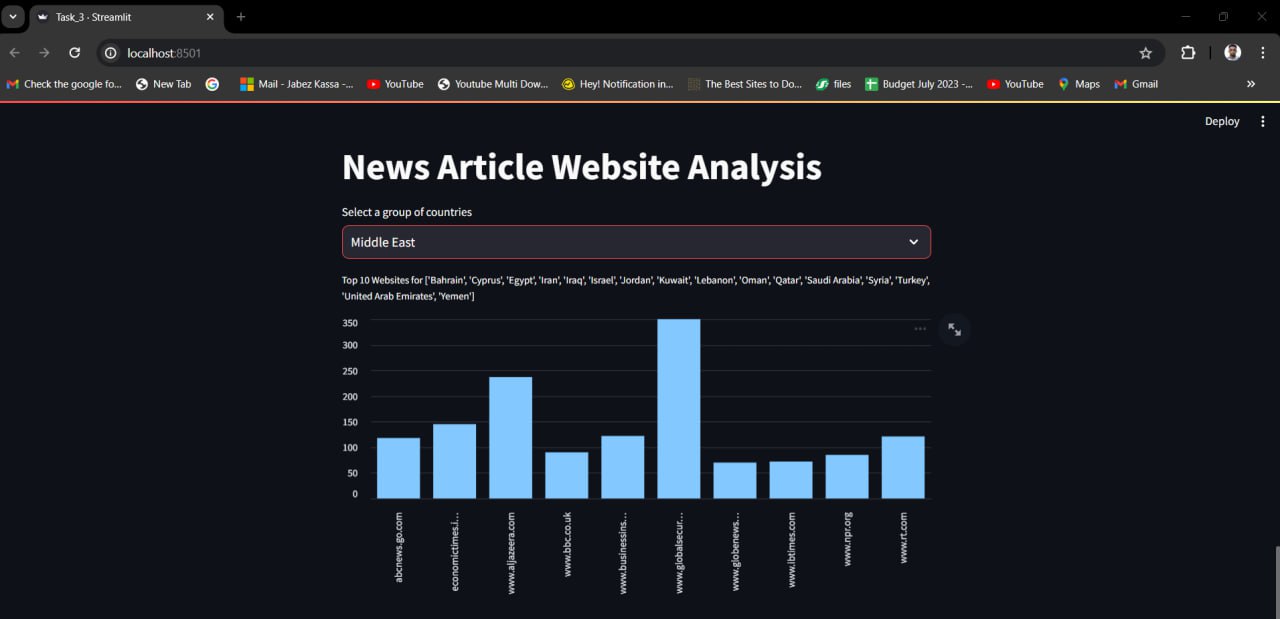 Task_3 · Streamlit
localhost:8501
Check the google fo...
New Tab
Mail - Jabez Kassa -...
YouTube
Youtube Multi Dow...
Hey! Notification in...
The Best Sites to Do...
files
Budget July 2023 -...
YouTube
Maps
Gmail
Deploy
News Article Website Analysis
Select a group of countries
Middle East
Top 10 Websites for ['Bahrain', 'Cyprus', 'Egypt', 'Iran', 'Iraq', 'Israel', 'Jordan', 'Kuwait', 'Lebanon', 'Oman', 'Qatar', 'Saudi Arabia', 'Syria', 'Turkey',
'United Arab Emirates', 'Yemen']
350
300
250
200
150
100
50
0
abcnews.go.com
economictimes.i...
www.aljazeera.com
www.bbc.co.uk
www.businessins...
www.globalsecur...
www.globenews...
www.ibtimes.com
www.npr.org
www.rt.com